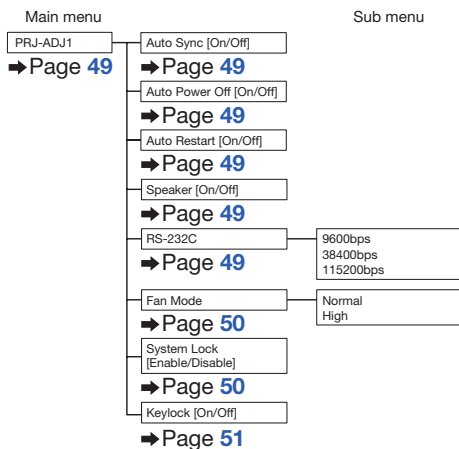 Main menu
Sub menu
PRJ-ADJ1
➡Page 49
Auto Sync [On/Off]
➡Page 49
Auto Power Off [On/Off]
➡Page 49
Auto Restart [On/Off]
➡Page 49
Speaker [On/Off]
➡Page 49
RS-232C
➡Page 49
9600bps
38400bps
115200bps
Fan Mode
➡Page 50
Normal
High
System Lock
[Enable/Disable]
➡Page 50
Keylock [On/Off]
➡Page 51